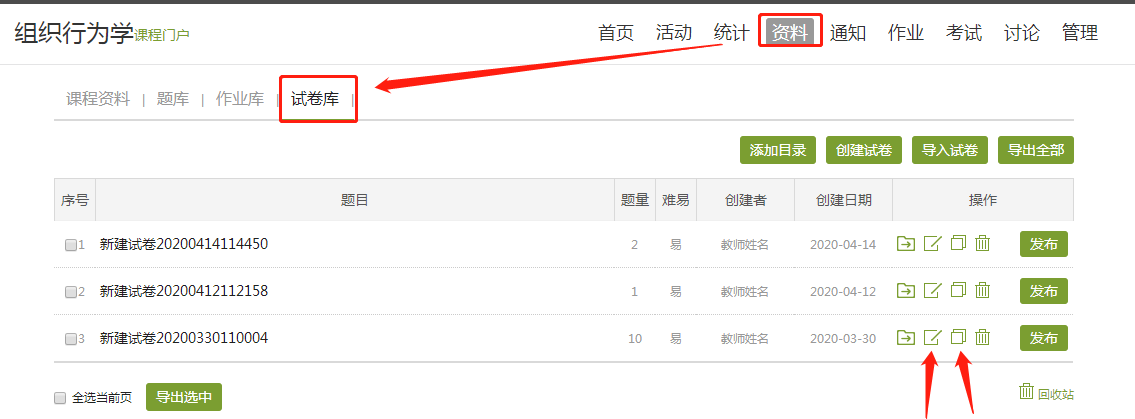 组织行为学课程门户 首页 活动 统计 资料 通知 作业 考试 讨论 管理
课程资料 | 题库 | 作业库 | 试卷库 |
添加目录 创建试卷 导入试卷 导出全部
序号 题目 题量 难易 创建者 创建日期 操作
1 新建试卷20200414114450 2 易 教师姓名 2020-04-14 发布
2 新建试卷20200412112158 1 易 教师姓名 2020-04-12 发布
3 新建试卷20200330110004 10 易 教师姓名 2020-03-30 发布
全选当前页 导出选中 回收站